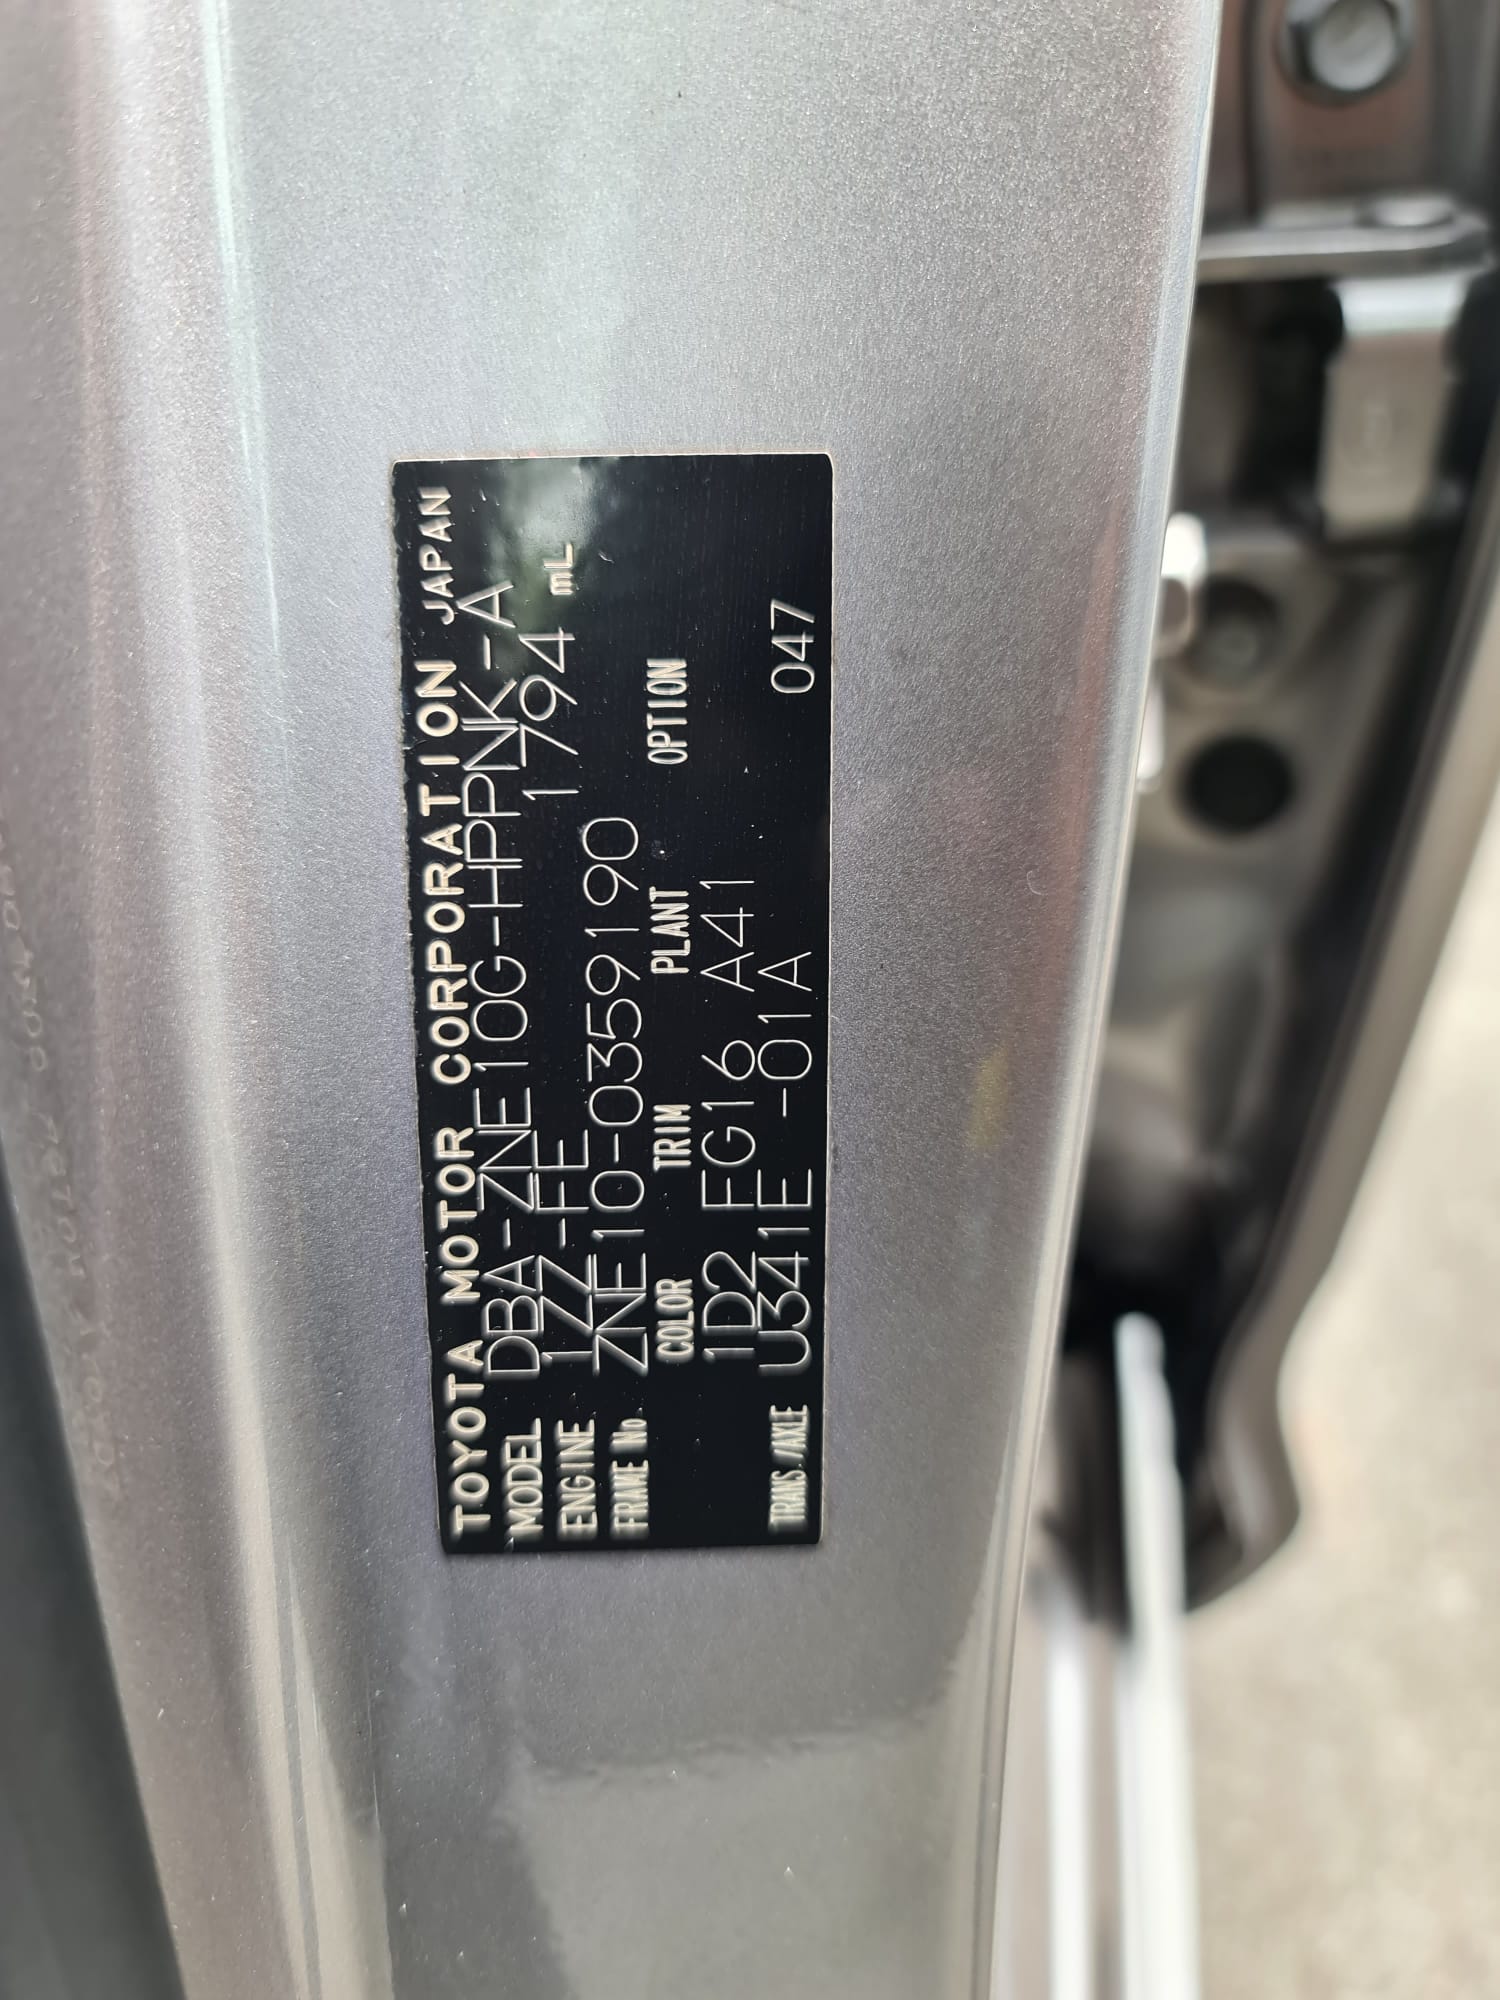 TOYOTA MOTOR CORPORATION JAPAN
MODEL DBA-ZNE10G-HPPNK-A
ENGINE 1ZZ-FE 1794 mL
FRAME No. ZNE10-0359190
COLOR TRIM PLANT OPTION
1D2 FG16 A41
TRANS./AXLE U341E -01A 047